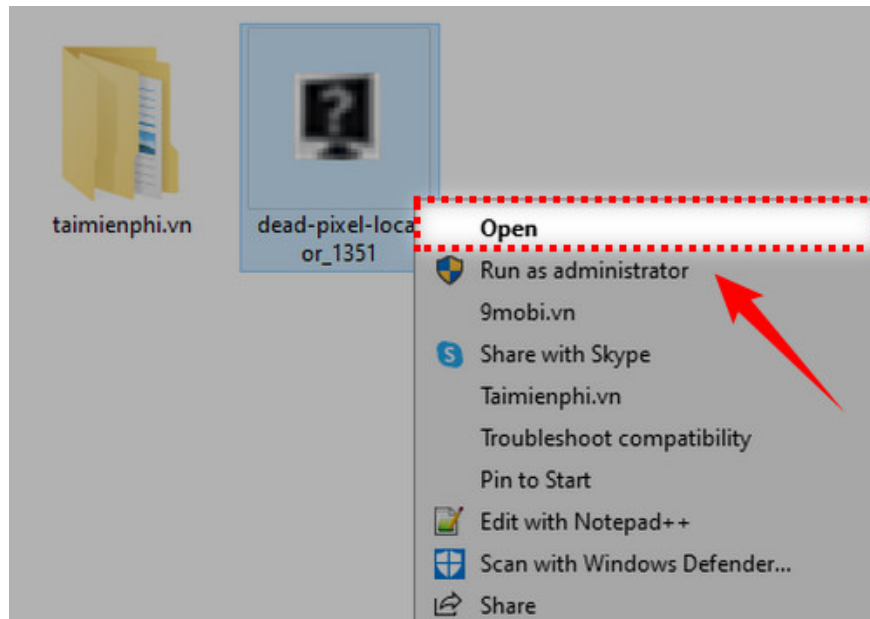 taimienphi.vn
dead-pixel-loca
or_1351
Open
Run as administrator
9mobi.vn
Share with Skype
Taimienphi.vn
Troubleshoot compatibility
Pin to Start
Edit with Notepad++
Scan with Windows Defender...
Share